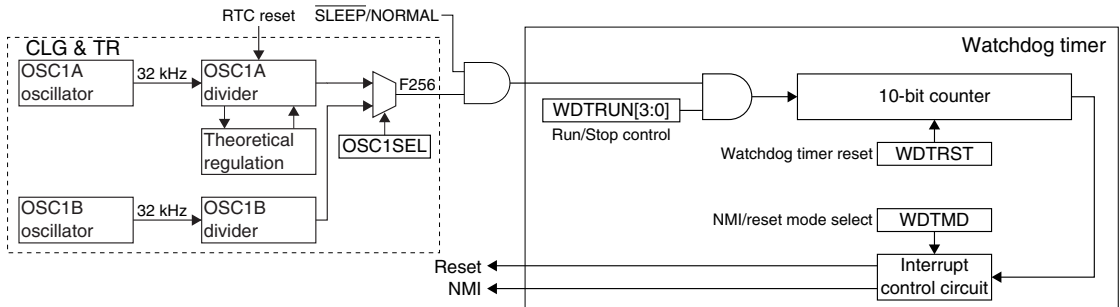 RTC reset
SLEEP/NORMAL
CLG & TR
Watchdog timer
OSC1A
oscillator
32 kHz
OSC1A
divider
F256
10-bit counter
WDTRUN[3:0]
Run/Stop control
Theoretical
regulation
OSC1SEL
Watchdog timer reset
WDTRST
OSC1B
oscillator
32 kHz
OSC1B
divider
NMI/reset mode select
WDTMD
Reset
NMI
Interrupt
control circuit